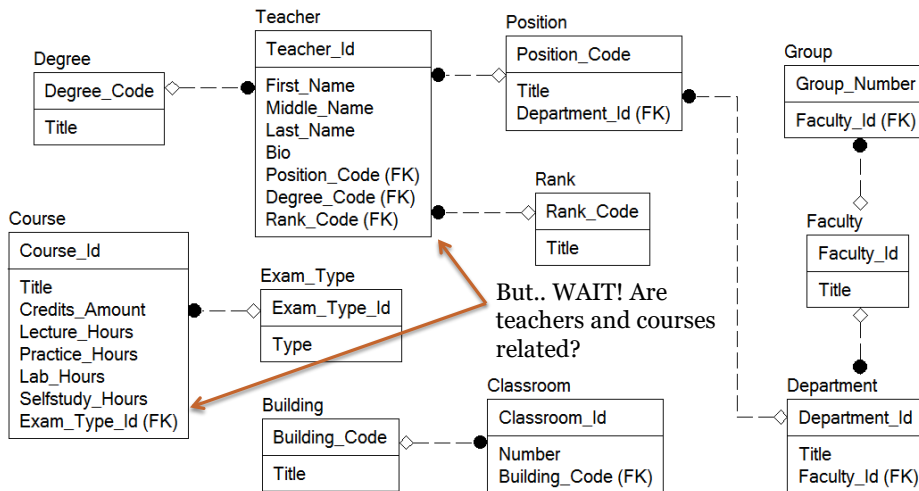 Teacher
Teacher_Id
First_Name
Middle_Name
Last_Name
Bio
Position_Code (FK)
Degree_Code (FK)
Rank_Code (FK)
Position
Position_Code
Title
Department_Id (FK)
Group
Group_Number
Faculty_Id (FK)
Degree
Degree_Code
Title
Rank
Rank_Code
Title
Faculty
Faculty_Id
Title
Course
Course_Id
Title
Credits_Amount
Lecture_Hours
Practice_Hours
Lab_Hours
Selfstudy_Hours
Exam_Type_Id (FK)
Exam_Type
Exam_Type_Id
Type
But.. WAIT! Are
teachers and courses
related?
Building
Building_Code
Title
Classroom
Classroom_Id
Number
Building_Code (FK)
Department
Department_Id
Title
Faculty_Id (FK)